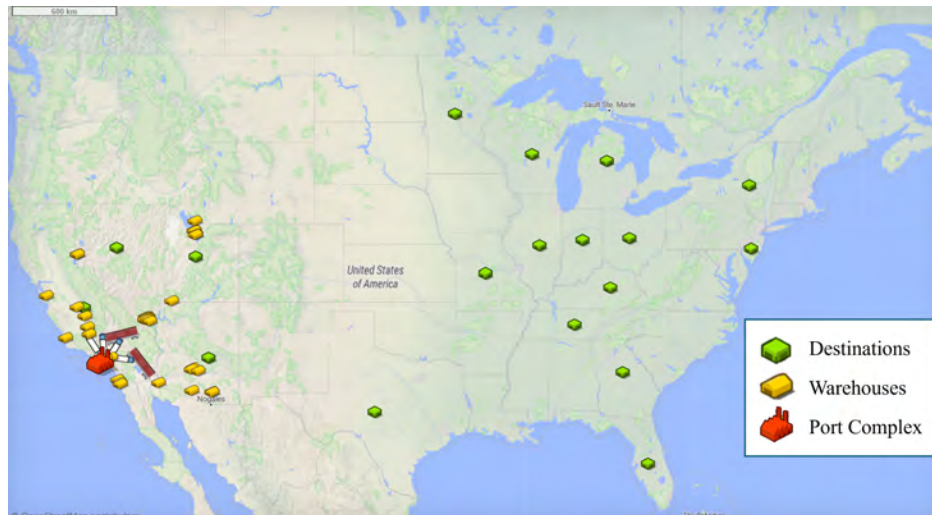 600 km
Sault Ste. Marie
United States
of America
Nogales
Destinations
Warehouses
Port Complex